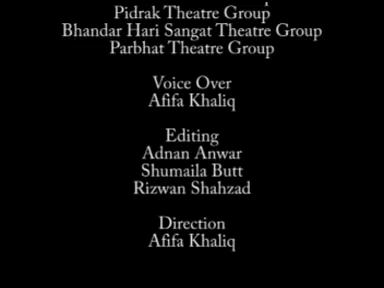 Pidrak Theatre Group
Bhandar Hari Sangat Theatre Group
Parbhat Theatre Group
Voice Over
Afifa Khaliq
Editing
Adnan Anwar
Shumaila Butt
Rizwan Shahzad
Direction
Afifa Khaliq